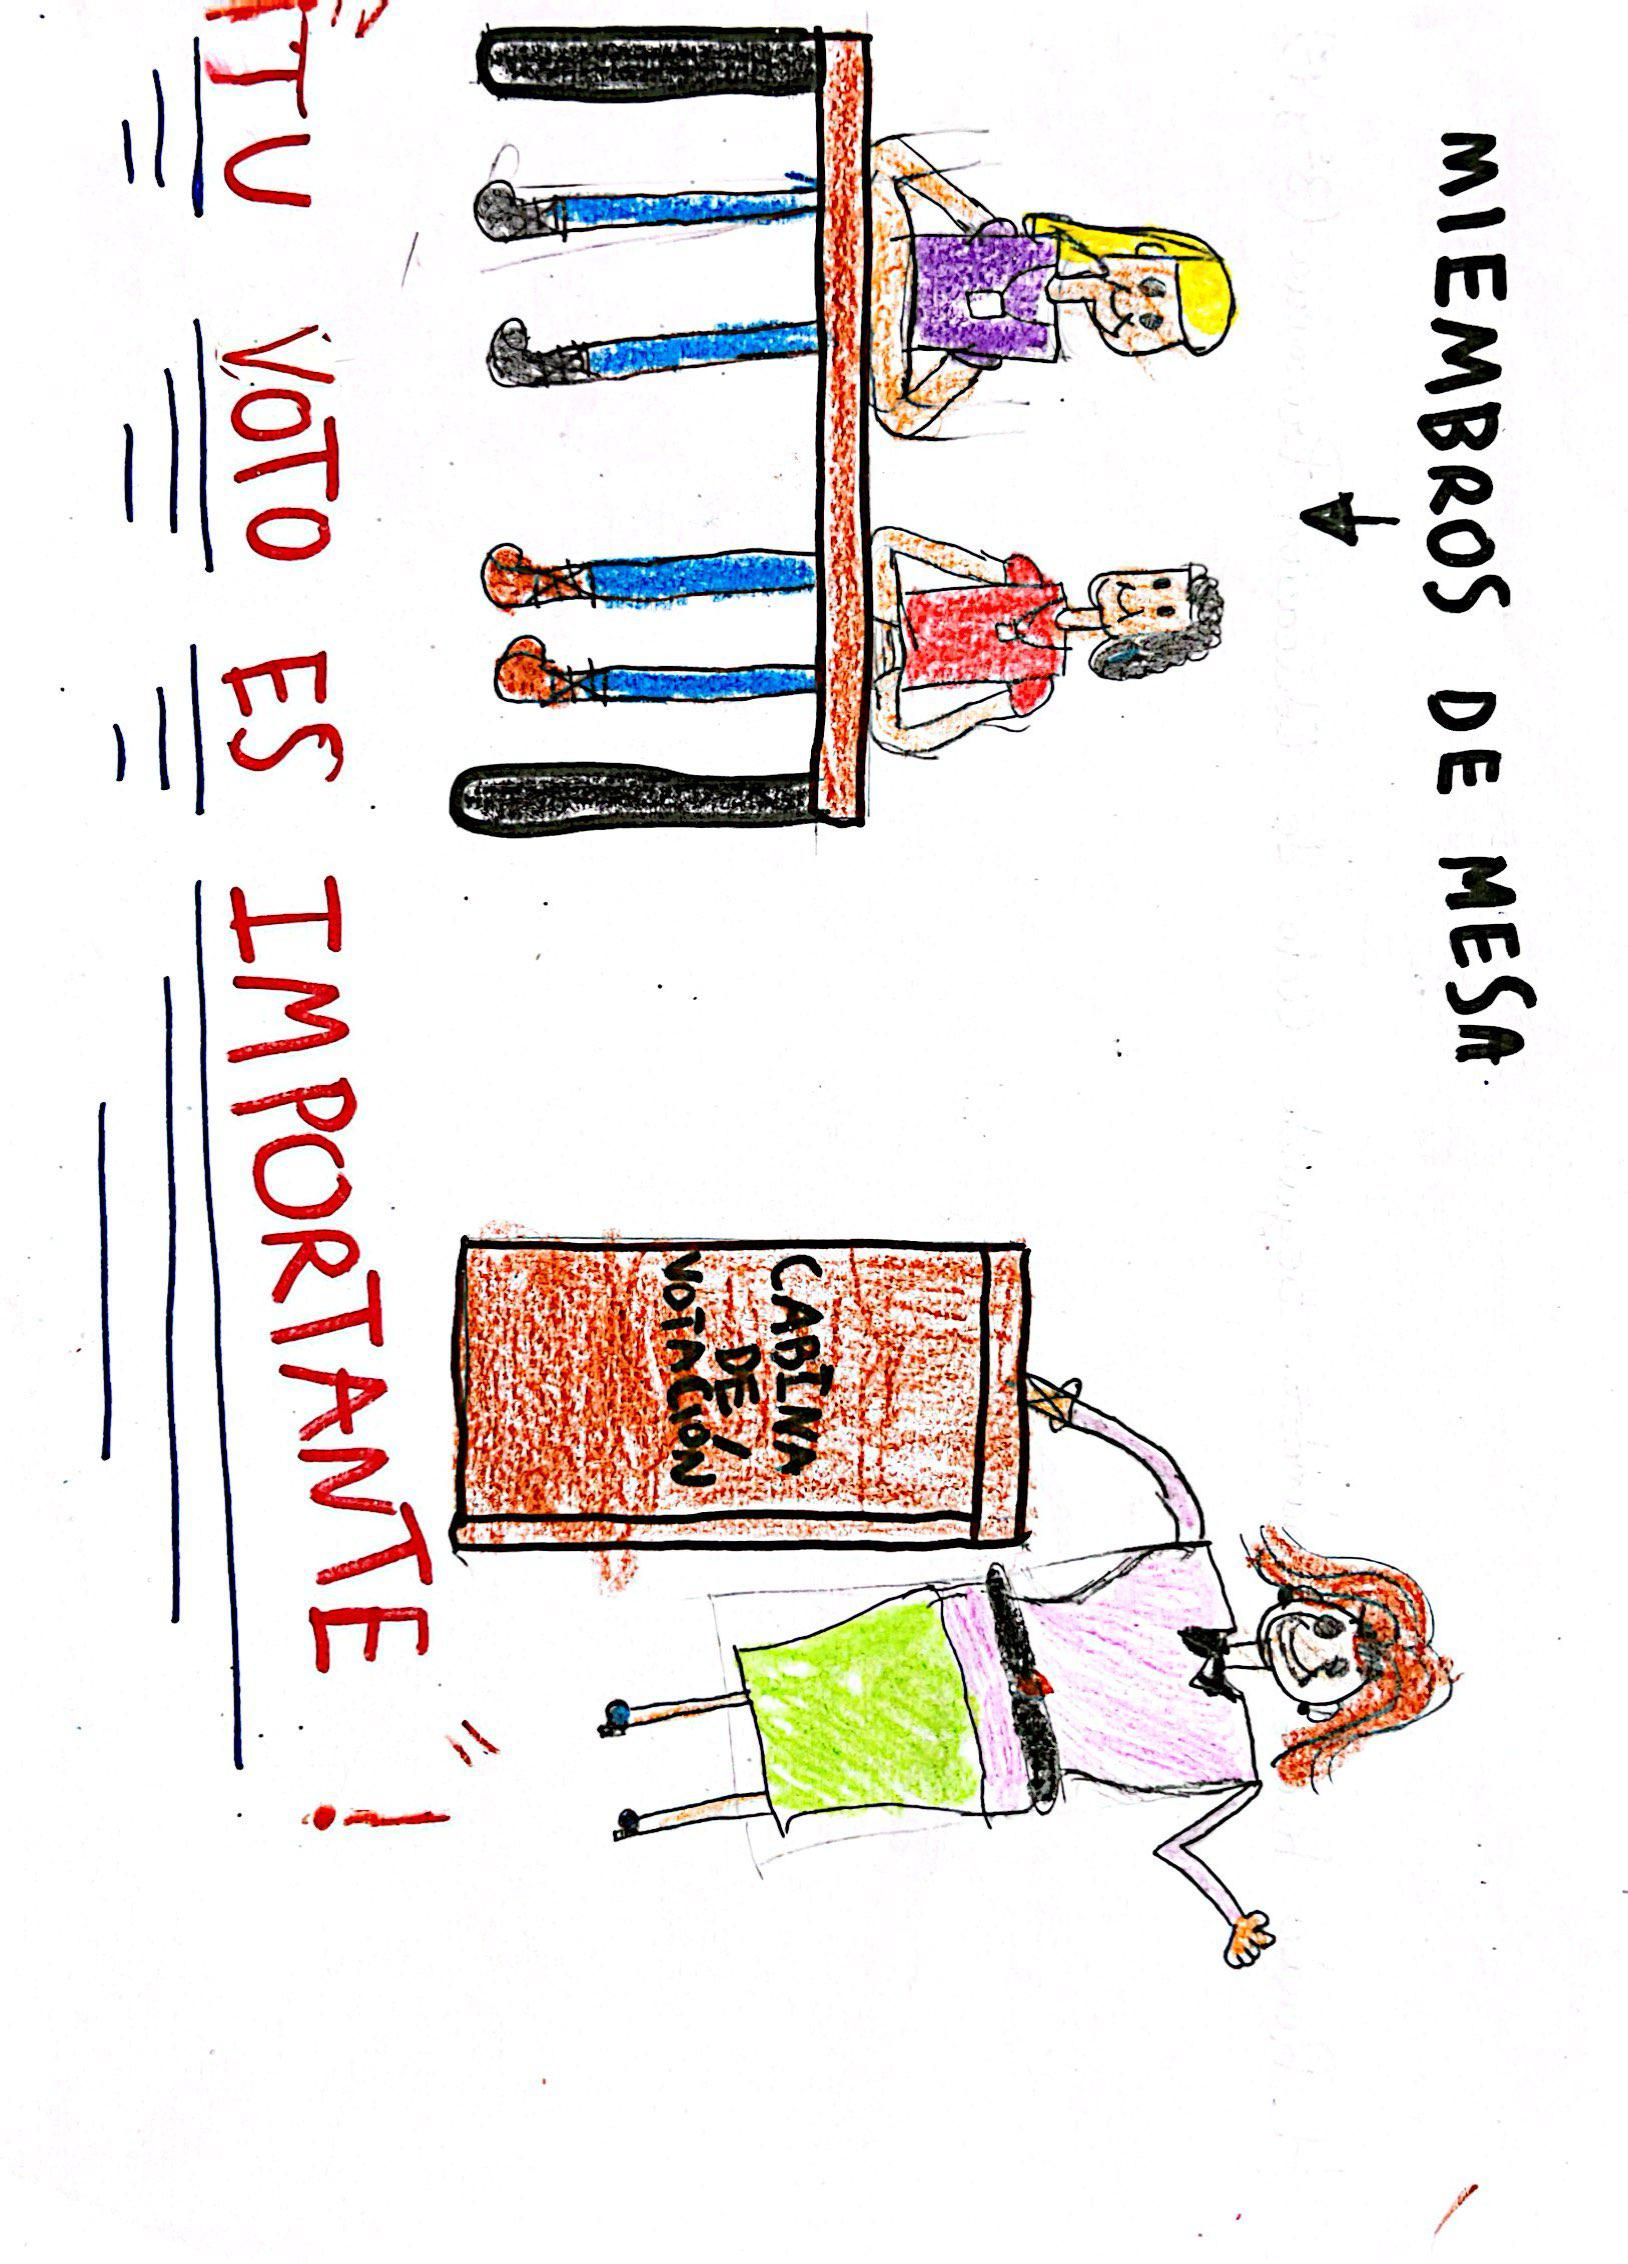 MIEMBROS DE MESA
CABINA
DE
VOTACIÓN
"¡TU VOTO ES IMPORTANTE!"